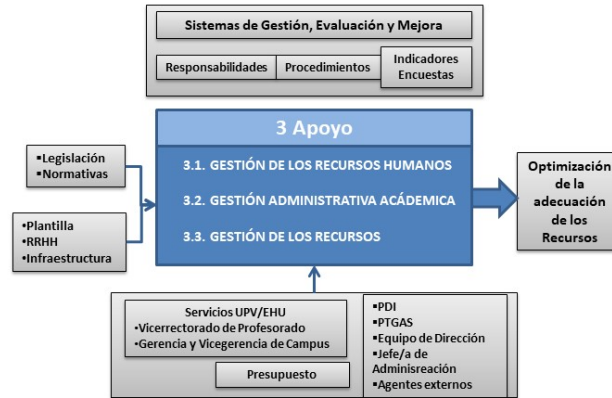 Sistemas de Gestión, Evaluación y Mejora
Responsabilidades
Procedimientos
Indicadores
Encuestas
3 Apoyo
3.1. GESTIÓN DE LOS RECURSOS HUMANOS
3.2. GESTIÓN ADMINISTRATIVA ACÁDEMICA
3.3. GESTIÓN DE LOS RECURSOS
▪Legislación
▪Normativas
▪Plantilla
▪RRHH
▪Infraestructura
Optimización
de la
adecuación
de los
Recursos
Servicios UPV/EHU
▪Vicerrectorado de Profesorado
▪Gerencia y Vicegerencia de Campus
Presupuesto
▪PDI
▪PTGAS
▪Equipo de Dirección
▪Jefe/a de
Adminisreación
▪Agentes externos